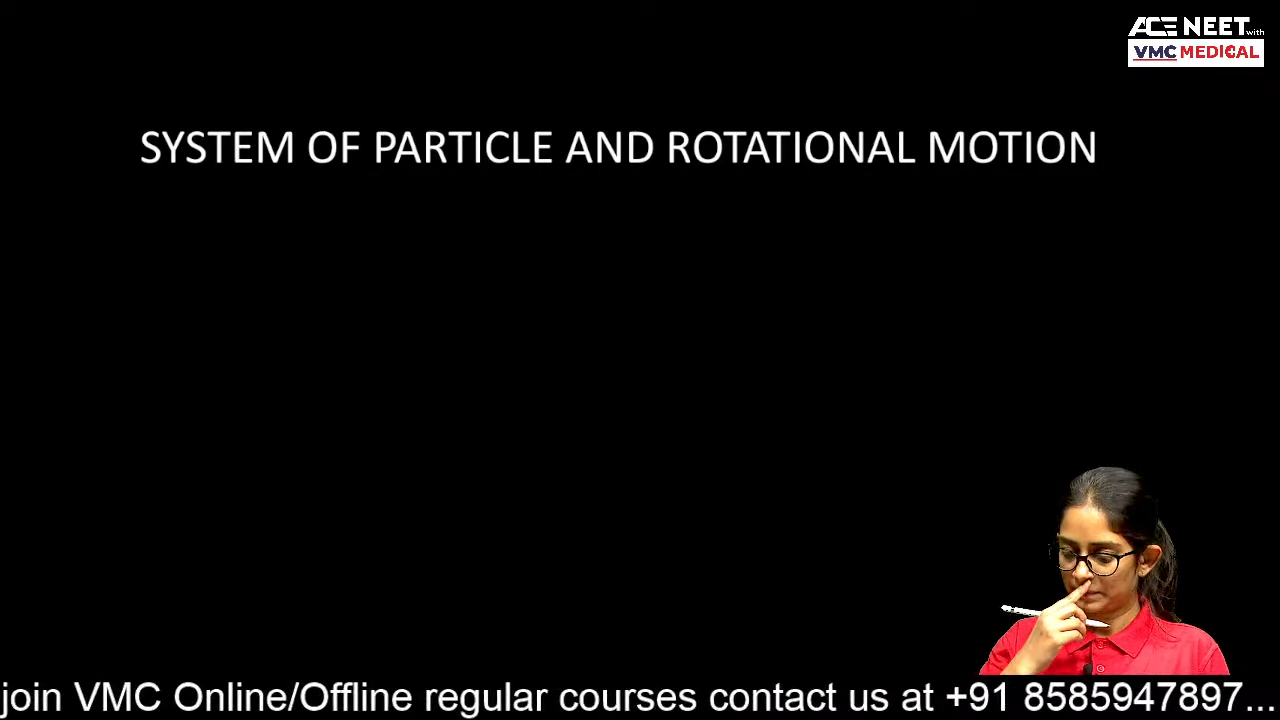 ACE NEET with
VMC MEDICAL
SYSTEM OF PARTICLE AND ROTATIONAL MOTION
join VMC Online/Offline regular courses contact us at +91 8585947897...